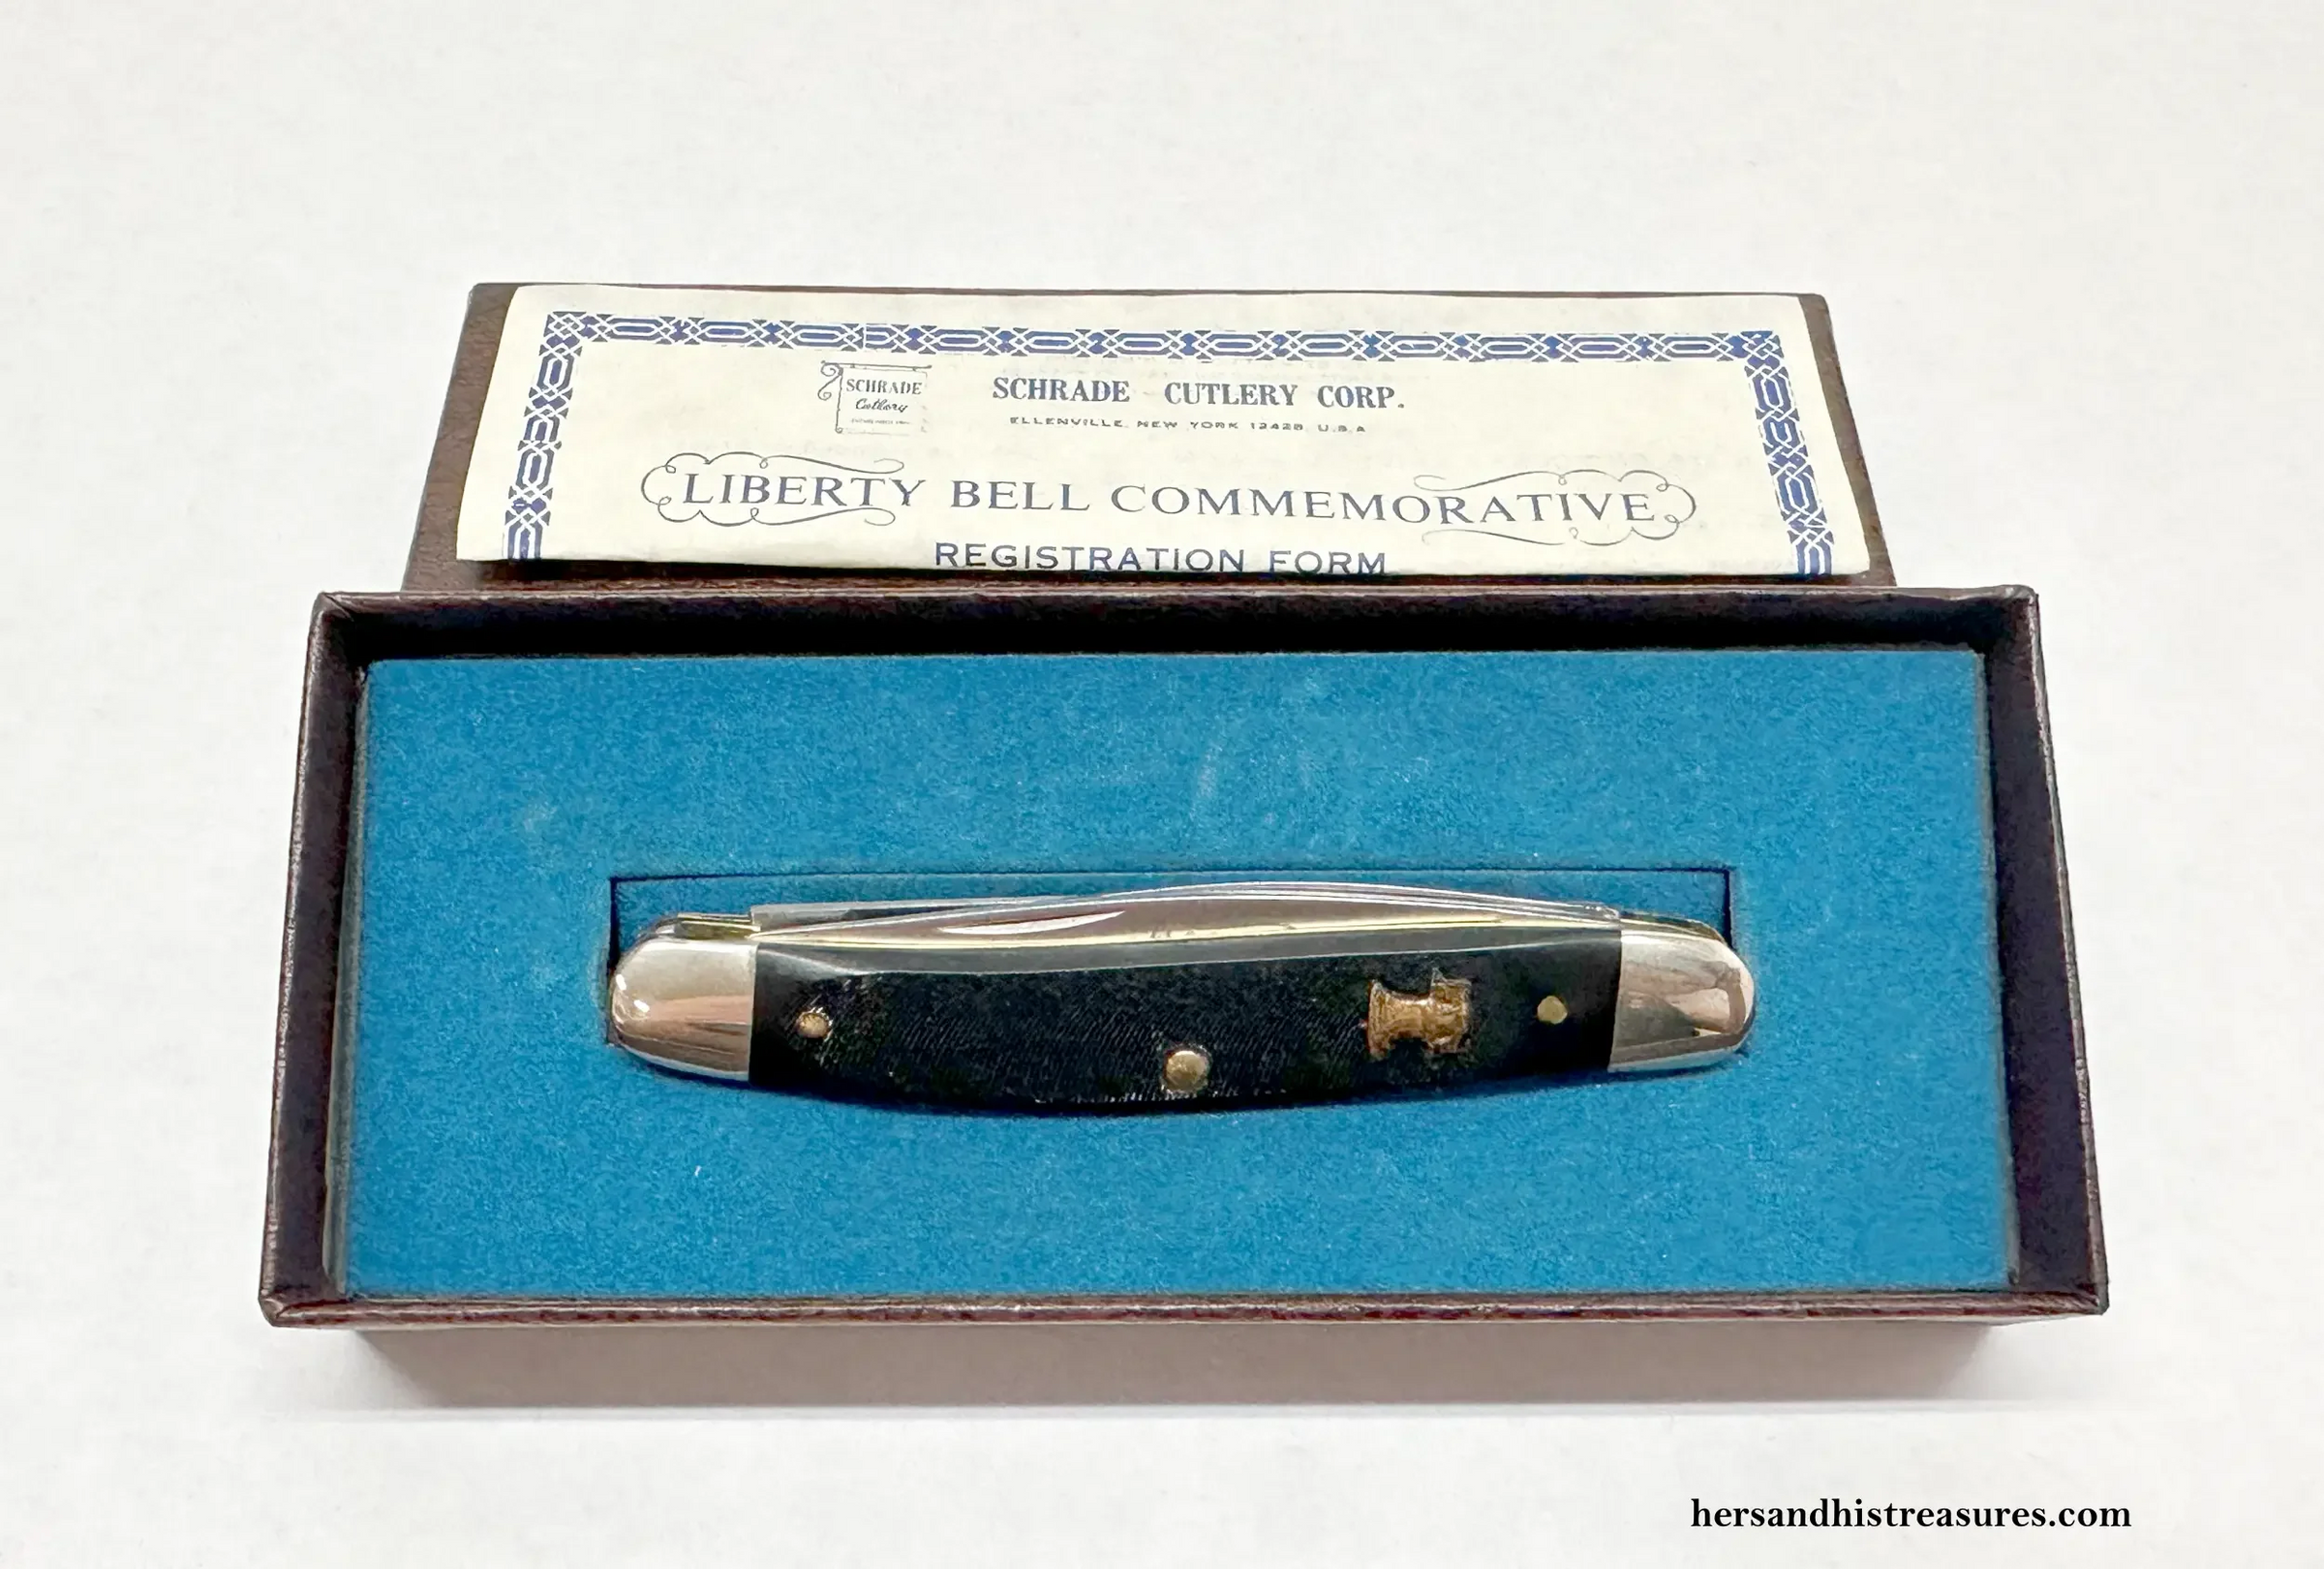 SCHRADE
Cutlery
SCHRADE CUTLERY CORP.
ELLENVILLE, NEW YORK 12428 U.S.A
LIBERTY BELL COMMEMORATIVE
REGISTRATION FORM
hersandhistreasures.com